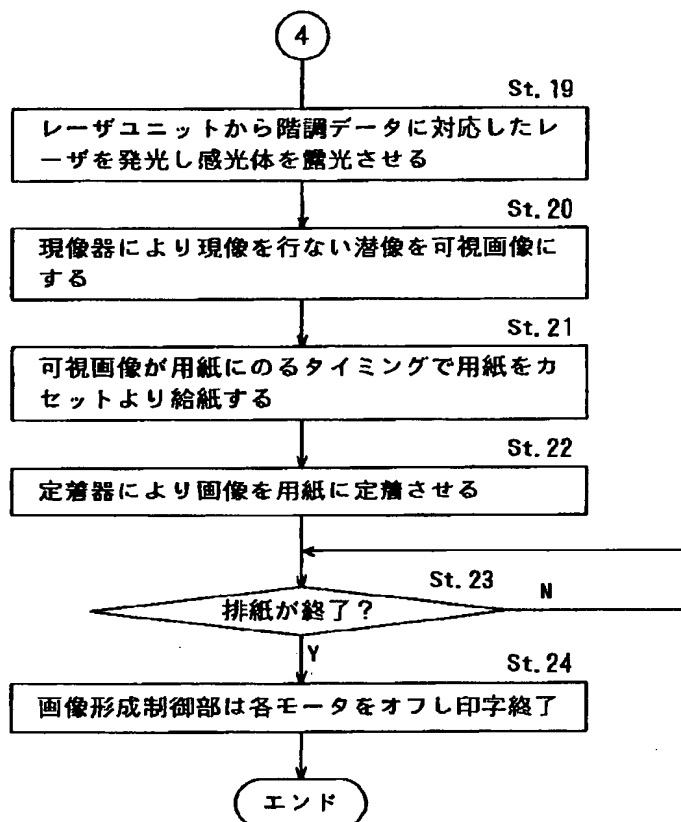 4
St.19
レーザユニットから階調データに対応したレ
ーザを発光し感光体を露光させる
St.20
現像器により現像を行ない潜像を可視画像に
する
St.21
可視画像が用紙にのるタイミングで用紙をカ
セットより給紙する
St.22
定着器により画像を用紙に定着させる
St.23
排紙が終了?
N
Y
St.24
画像形成制御部は各モータをオフし印字終了
エンド